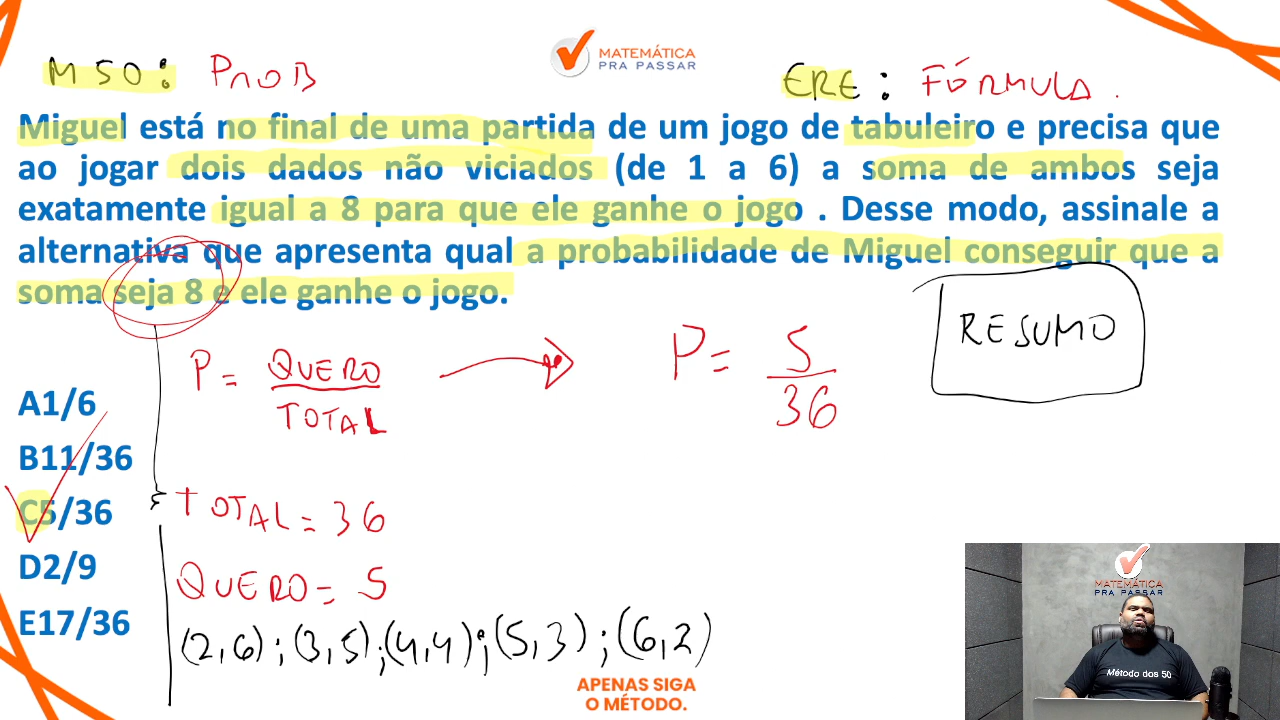 MATEMÁTICA
PRA PASSAR
M50: PROB
ERE: FÓRMULA.
Miguel está no final de uma partida de um jogo de tabuleiro e precisa que
ao jogar dois dados não viciados (de 1 a 6) a soma de ambos seja
exatamente igual a 8 para que ele ganhe o jogo . Desse modo, assinale a
alternativa que apresenta qual a probabilidade de Miguel conseguir que a
soma seja 8 e ele ganhe o jogo.
RESUMO
P = QUERO
TOTAL
P = 5
36
A1/6
B11/36
C5/36
D2/9
E17/36
TOTAL = 36
QUERO = 5
(2,6);(3,5);(4,4);(5,3);(6,2)
APENAS SIGA
O MÉTODO.
MATEMÁTICA
PRA PASSAR
Método dos 50